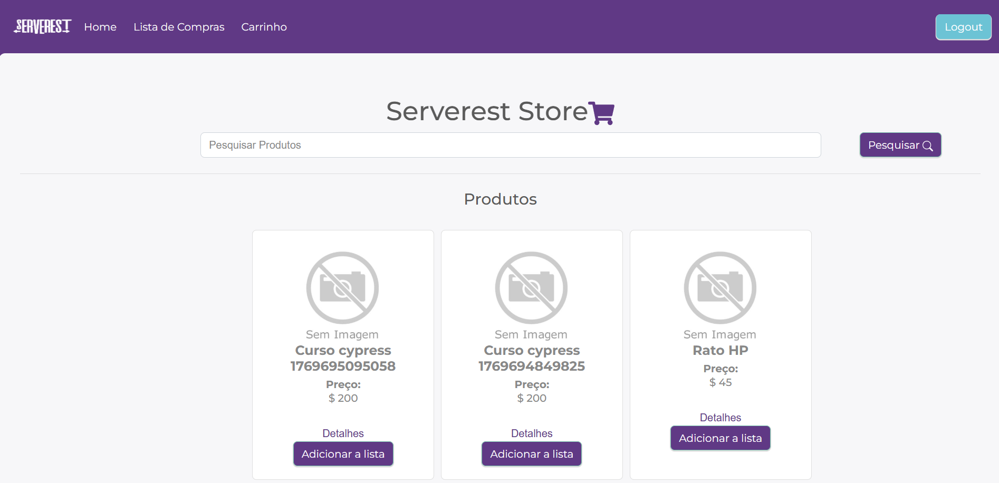 SERVEREST Home Lista de Compras Carrinho Logout
Serverest Store
Pesquisar Produtos Pesquisar
Produtos
Sem Imagem
Curso cypress
1769695095058
Preço:
$ 200
Detalhes
Adicionar a lista
Sem Imagem
Curso cypress
1769694849825
Preço:
$ 200
Detalhes
Adicionar a lista
Sem Imagem
Rato HP
Preço:
$ 45
Detalhes
Adicionar a lista